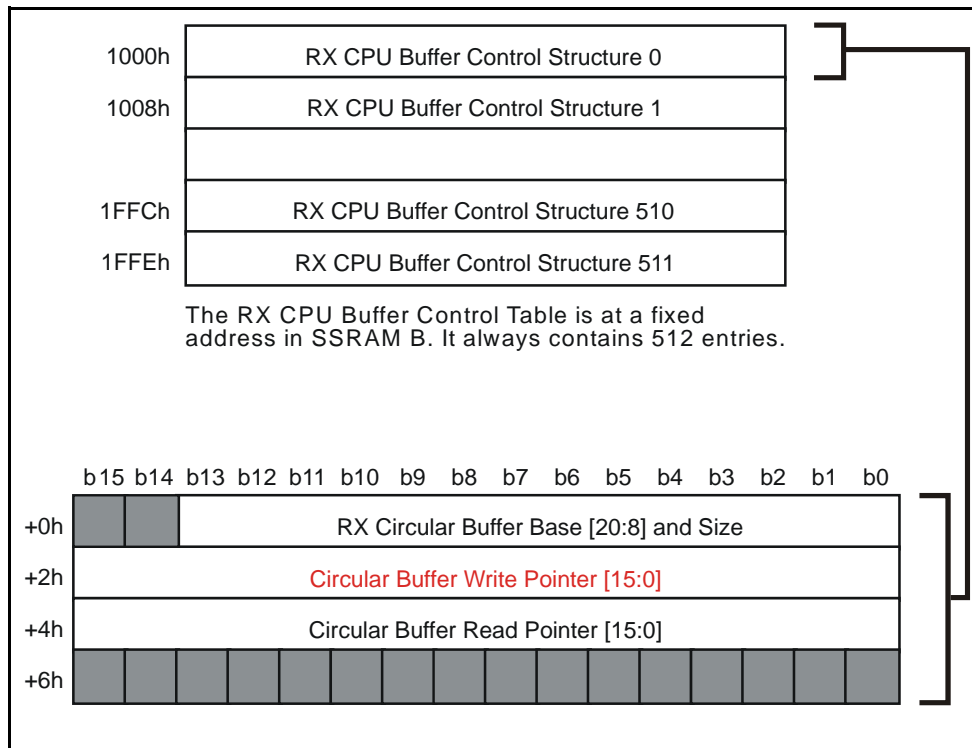 1000h RX CPU Buffer Control Structure 0
1008h RX CPU Buffer Control Structure 1
1FFCh RX CPU Buffer Control Structure 510
1FFEh RX CPU Buffer Control Structure 511
The RX CPU Buffer Control Table is at a fixed
address in SSRAM B. It always contains 512 entries.
b15 b14 b13 b12 b11 b10 b9 b8 b7 b6 b5 b4 b3 b2 b1 b0
+0h RX Circular Buffer Base [20:8] and Size
+2h Circular Buffer Write Pointer [15:0]
+4h Circular Buffer Read Pointer [15:0]
+6h